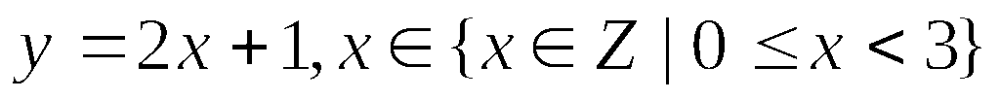 y = 2x + 1, x ∈ {x ∈ Z | 0 ≤ x < 3}